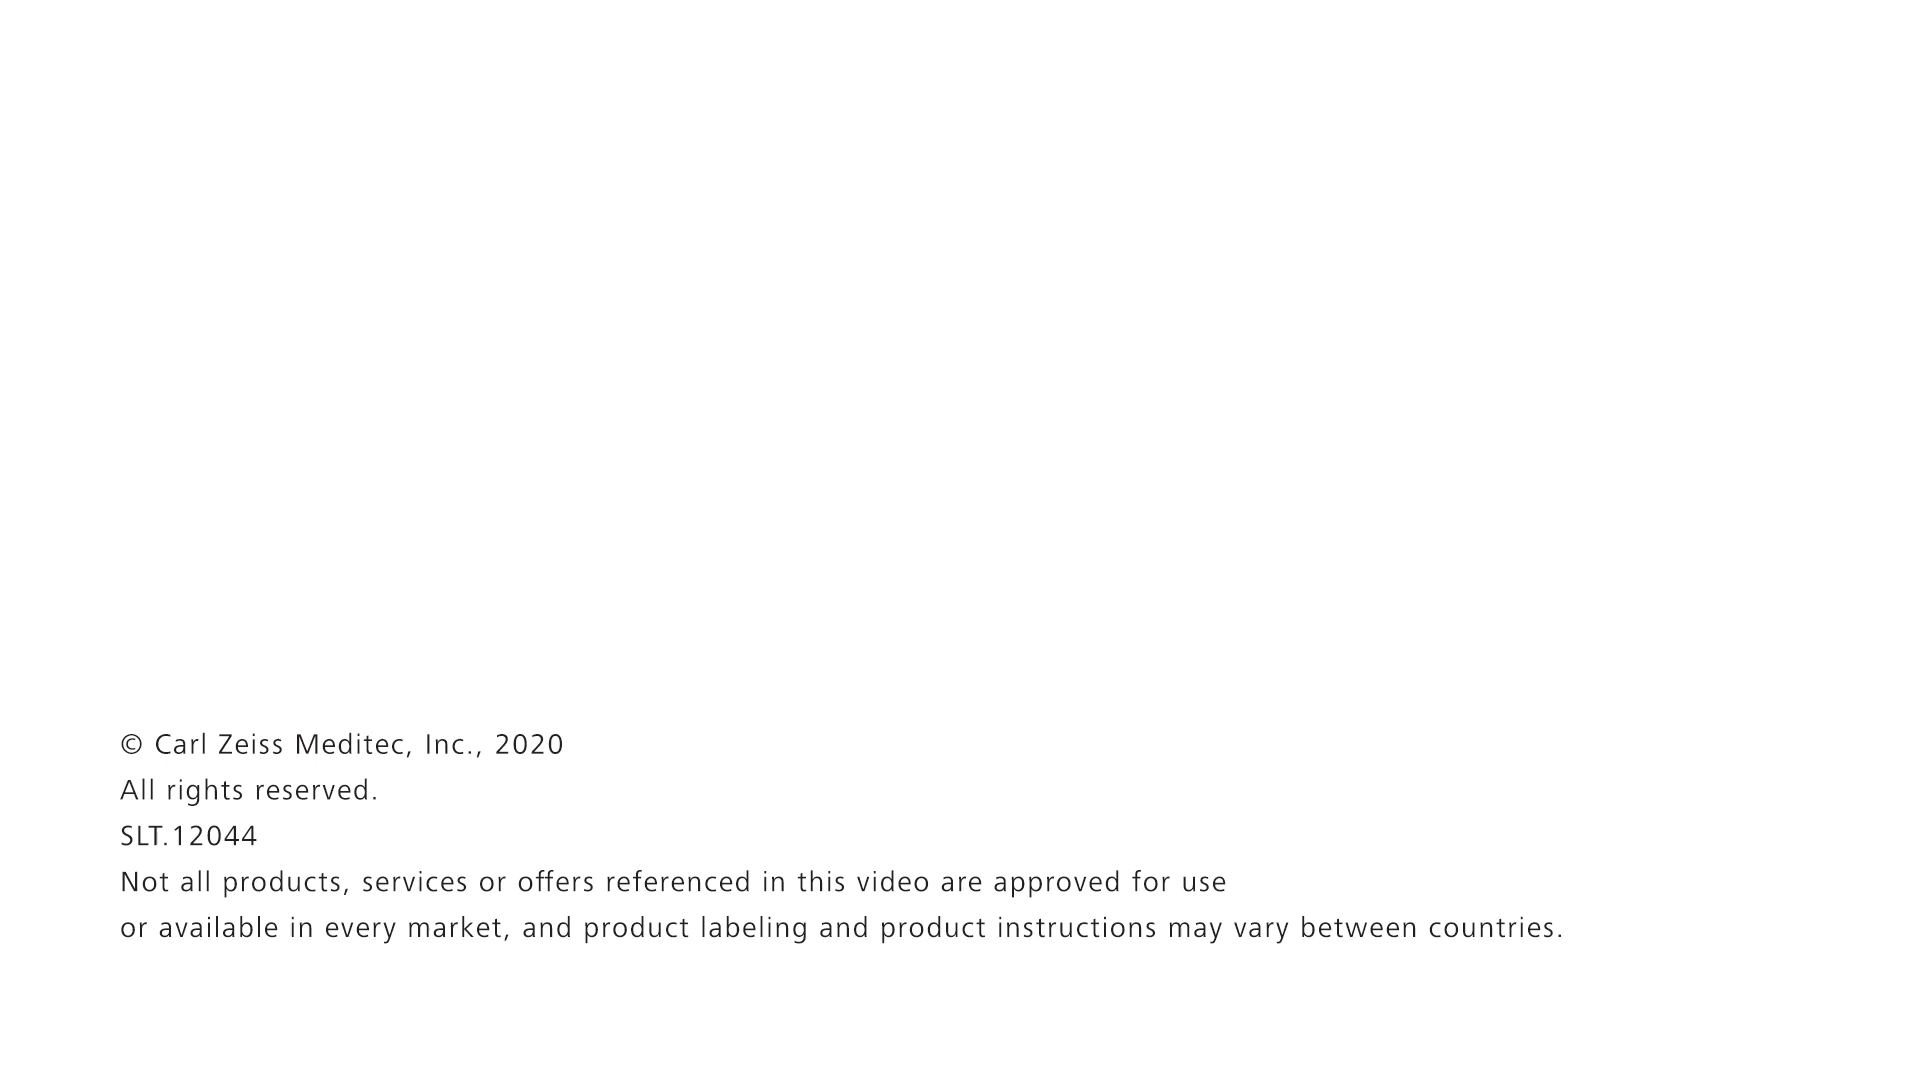 © Carl Zeiss Meditec, Inc., 2020
All rights reserved.
SLT.12044
Not all products, services or offers referenced in this video are approved for use
or available in every market, and product labeling and product instructions may vary between countries.